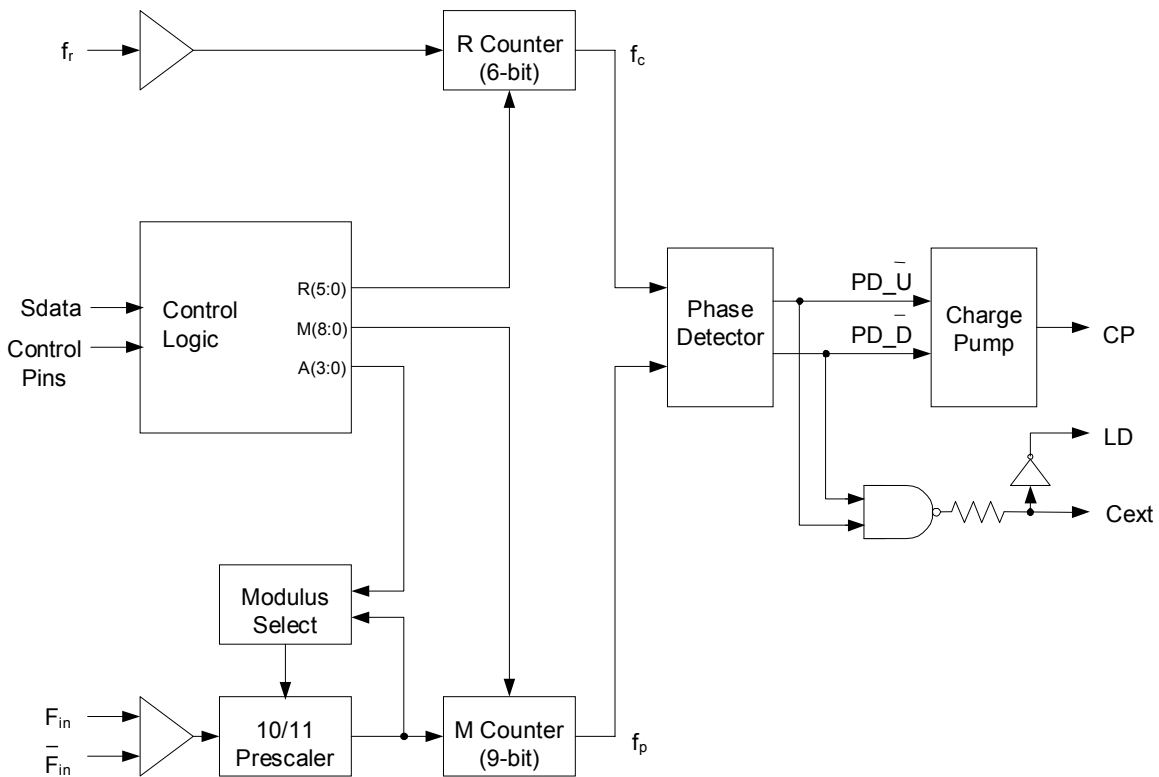 f_r
R Counter
(6-bit)
f_c
Sdata
Control
Pins
Control
Logic
R(5:0)
M(8:0)
A(3:0)
Phase
Detector
PD_U̅
PD_D̅
Charge
Pump
CP
LD
Cext
Modulus
Select
F_in
F̅_in
10/11
Prescaler
M Counter
(9-bit)
f_p